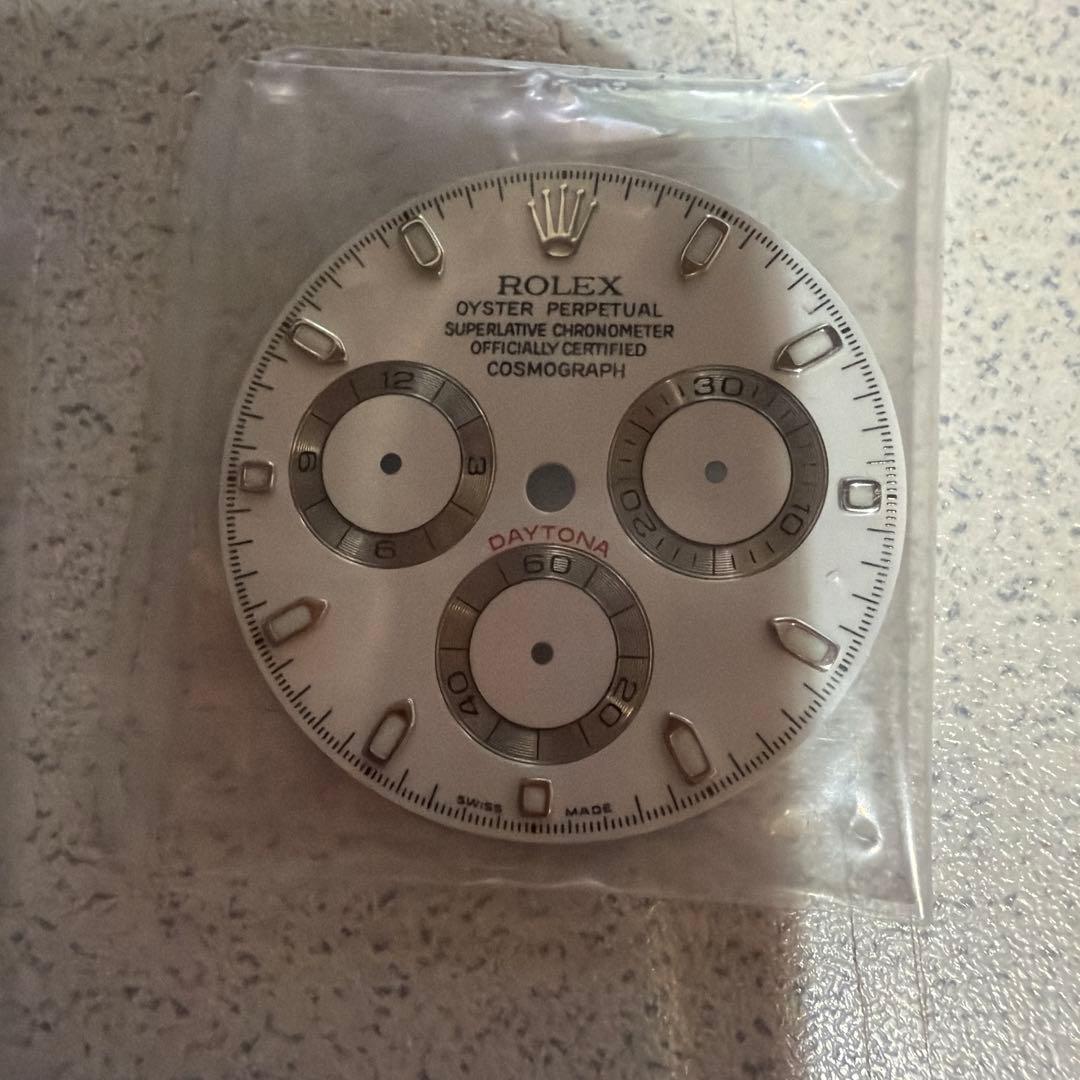 ROLEX
OYSTER PERPETUAL
SUPERLATIVE CHRONOMETER
OFFICIALLY CERTIFIED
COSMOGRAPH
12
3
6
9
30
10
20
DAYTONA
60
20
40
SWISS MADE